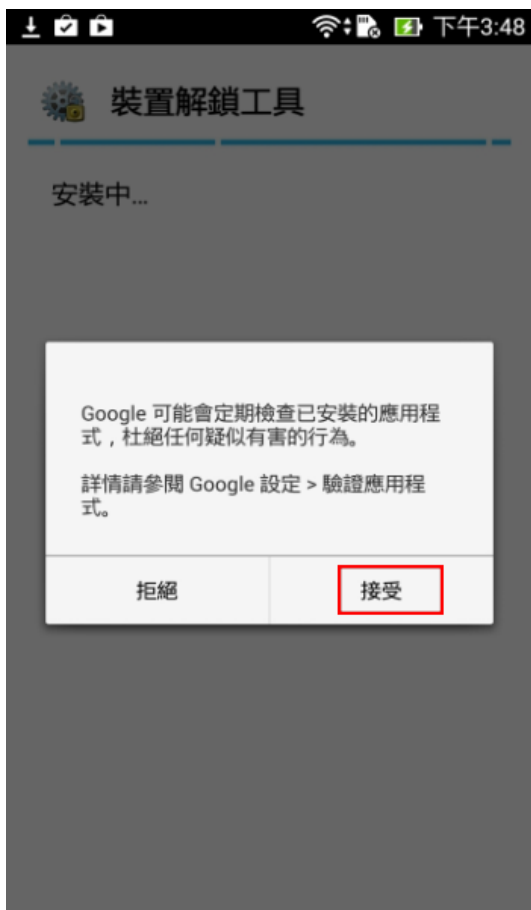 下午3:48
裝置解鎖工具
安裝中...
Google 可能會定期檢查已安裝的應用程
式，杜絕任何疑似有害的行為。
詳情請參閱 Google 設定 > 驗證應用程
式。
拒絕
接受